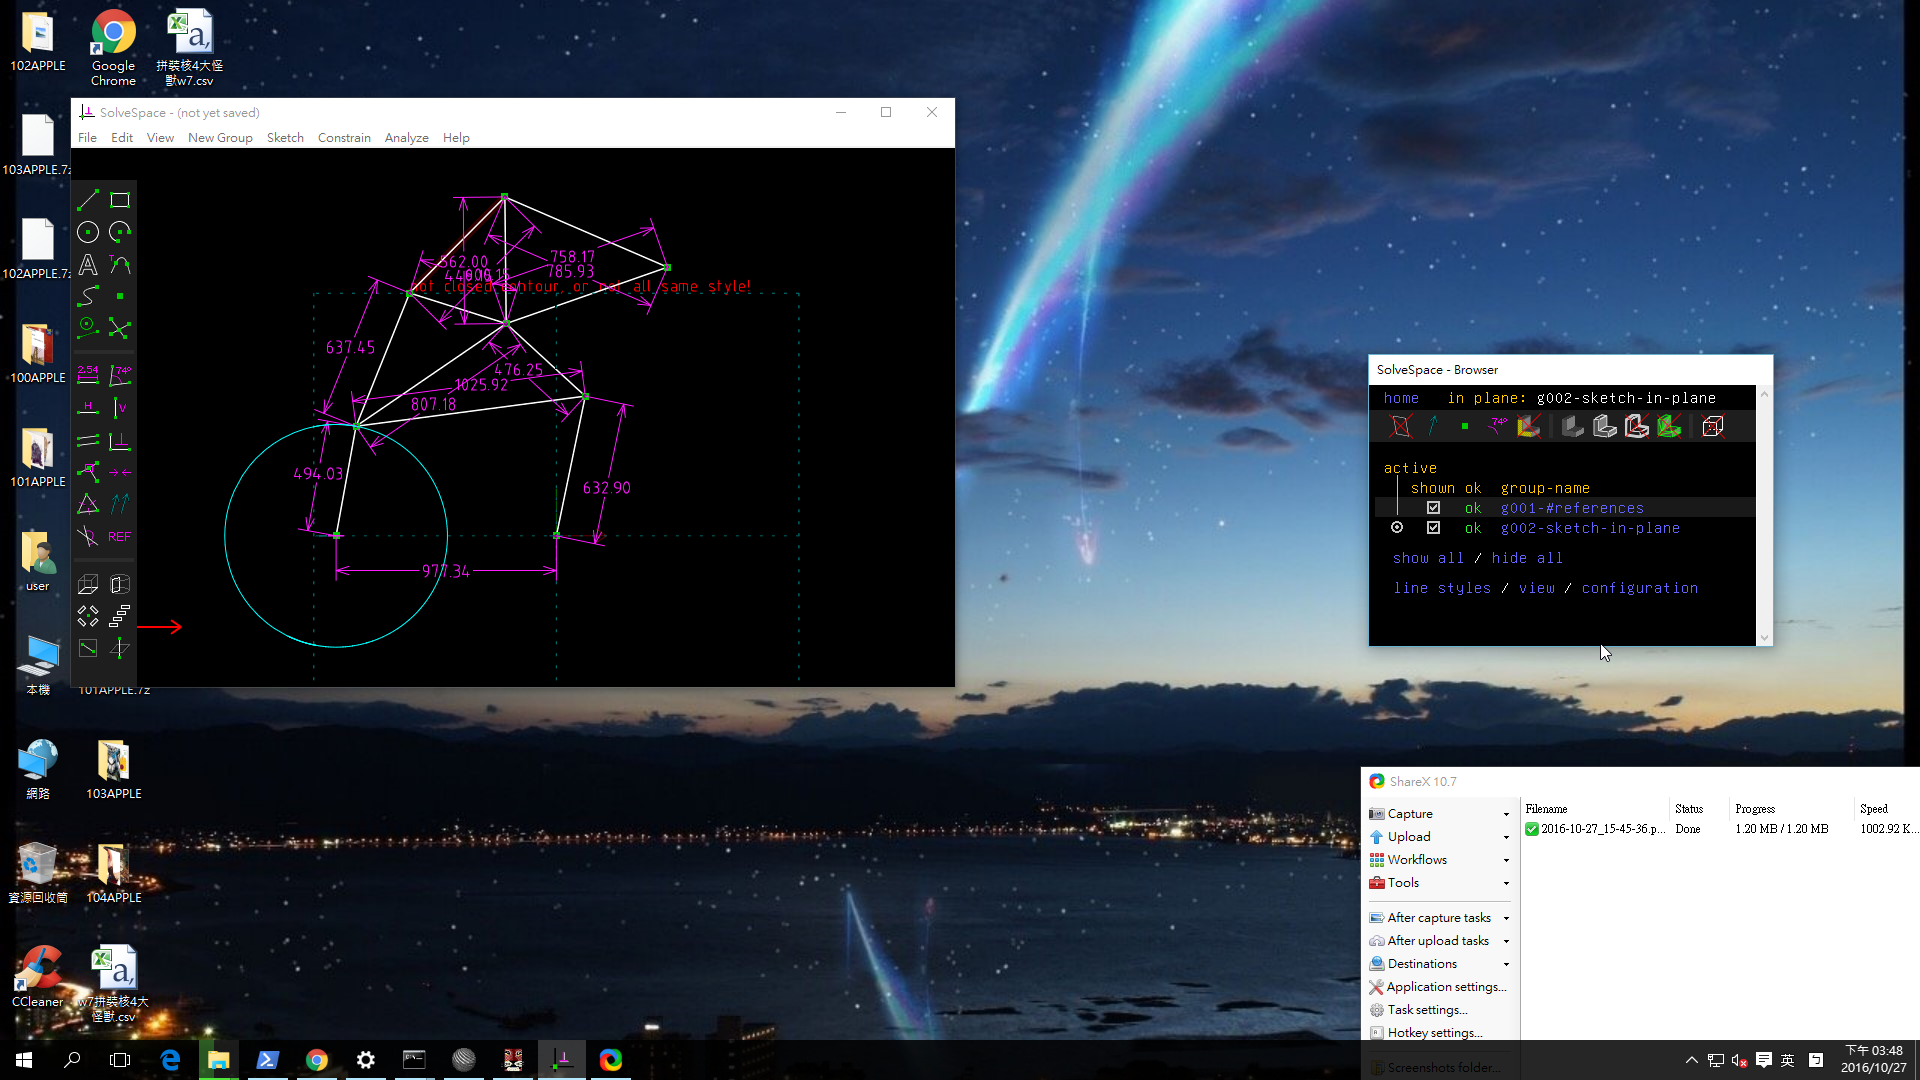 102APPLE
Google Chrome
拼裝核4大怪獸w7.csv
103APPLE.7z
102APPLE.7z
100APPLE
101APPLE
user
本機
101APPLE.7z
網路
103APPLE
資源回收筒
104APPLE
CCleaner
w7拼裝核4大怪獸.csv
SolveSpace - (not yet saved)
File Edit View New Group Sketch Constrain Analyze Help
2.54 74°
H V
REF
562.00
758.17
785.93
not closed contour, or not all same style!
637.45
476.25
1025.92
807.18
494.03
632.90
977.34
SolveSpace - Browser
home in plane: g002-sketch-in-plane
74°
active
shown ok group-name
ok g001-#references
ok g002-sketch-in-plane
show all / hide all
line styles / view / configuration
ShareX 10.7
Capture
Upload
Workflows
Tools
After capture tasks
After upload tasks
Destinations
Application settings...
Task settings...
Hotkey settings...
Screenshots folder...
Filename Status Progress Speed
2016-10-27_15-45-36.p... Done 1.20 MB / 1.20 MB 1002.92 K...
英
下午 03:48
2016/10/27